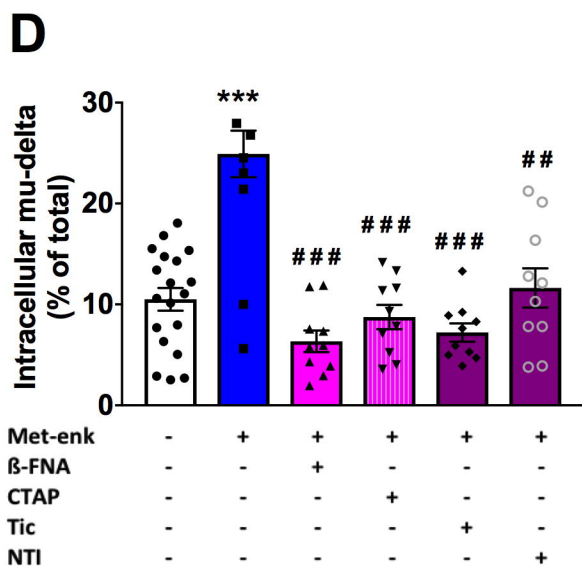 D
Intracellular mu-delta
(% of total)
30
20
10
0
***
###
###
###
##
Met-enk - + + + + +
ß-FNA - - + - - -
CTAP - - - + - -
Tic - - - - + -
NTI - - - - - +